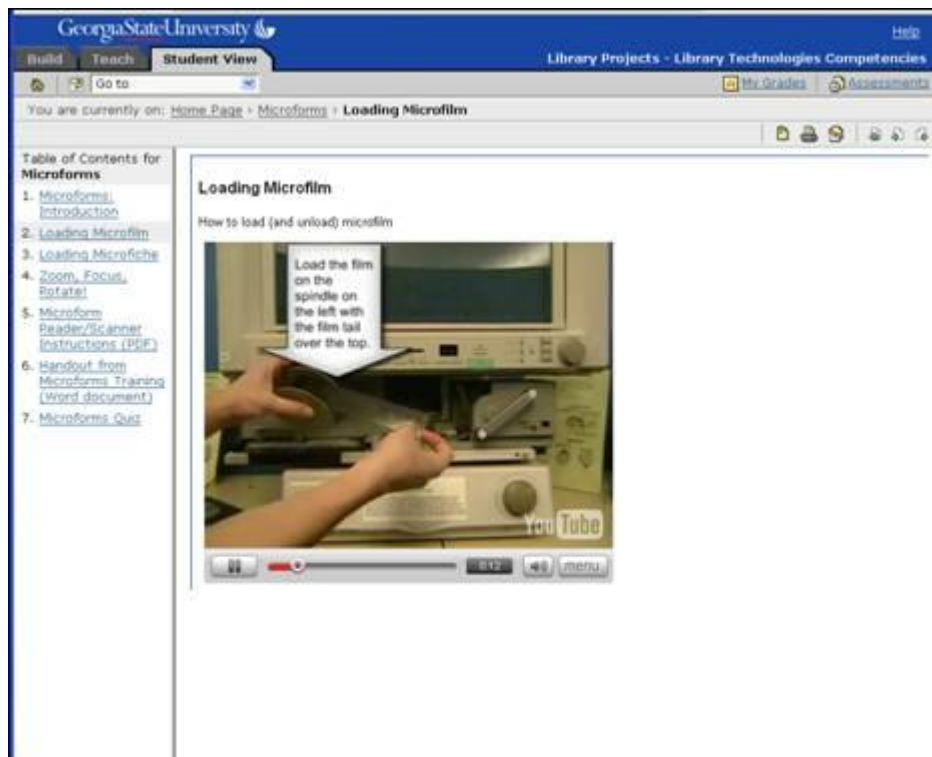 GeorgiaStateUniversity
Help
Build Teach Student View
Library Projects - Library Technologies Competencies
Go to
My Grades Assessments
You are currently on: Home Page › Microforms › Loading Microfilm
Table of Contents for
Microforms
1. Microforms:
Introduction
2. Loading Microfilm
3. Loading Microfiche
4. Zoom, Focus,
Rotate!
5. Microform
Reader/Scanner
Instructions (PDF)
6. Handout from
Microforms Training
(Word document)
7. Microforms Quiz
Loading Microfilm
How to load (and unload) microfilm
Load the film
on the
spindle on
the left with
the film tail
over the top.
You Tube
0:12
menu